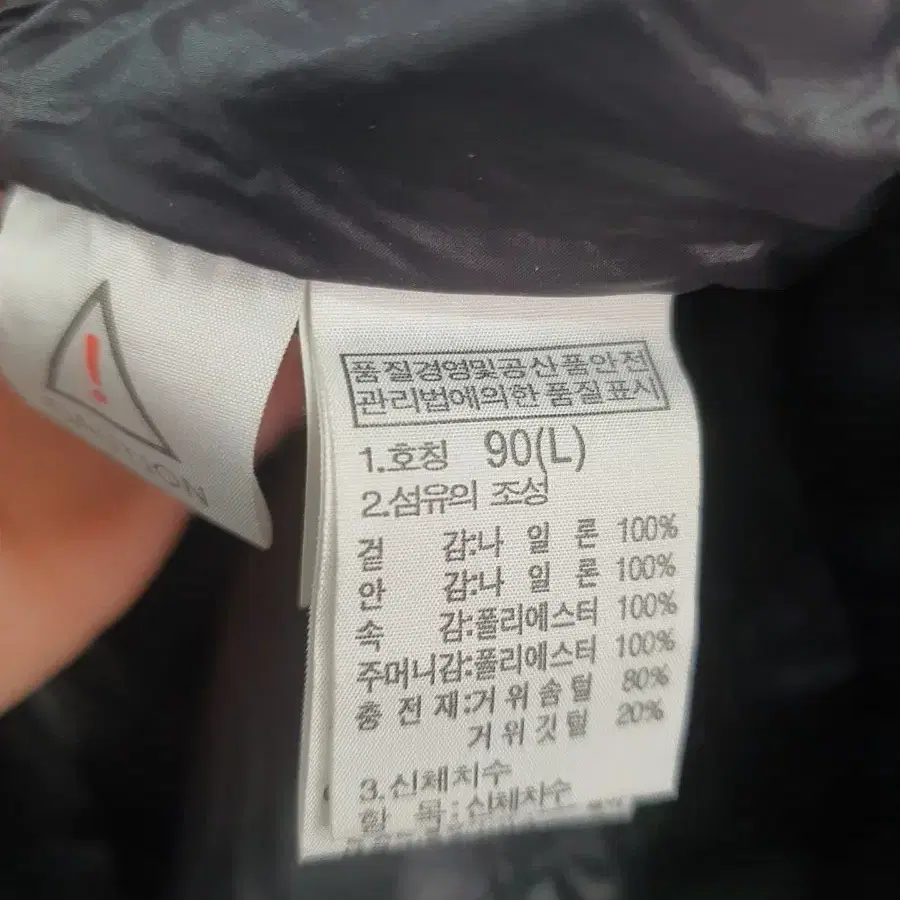 품질경영및공산품안전
관리법에의한 품질표시
1.호칭 90(L)
2.섬유의 조성
겉 감:나 일 론 100%
안 감:나 일 론 100%
속 감:폴리에스터 100%
주머니감:폴리에스터 100%
충 전 재:거 위 솜 털 80%
거 위 깃 털 20%
3.신체치수
항 목:신체치수